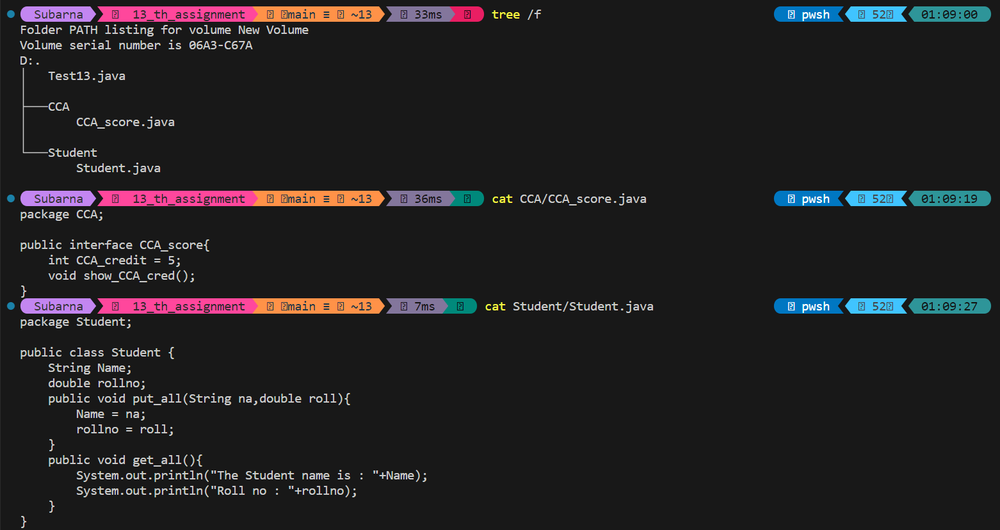 Subarna 13_th_assignment main ≡ ~13 33ms tree /f pwsh 52 01:09:00
Folder PATH listing for volume New Volume
Volume serial number is 06A3-C67A
D:.
Test13.java
CCA
CCA_score.java
Student
Student.java
Subarna 13_th_assignment main ≡ ~13 36ms cat CCA/CCA_score.java pwsh 52 01:09:19
package CCA;
public interface CCA_score{
    int CCA_credit = 5;
    void show_CCA_cred();
}
Subarna 13_th_assignment main ≡ ~13 7ms cat Student/Student.java pwsh 52 01:09:27
package Student;
public class Student {
    String Name;
    double rollno;
    public void put_all(String na,double roll){
        Name = na;
        rollno = roll;
    }
    public void get_all(){
        System.out.println("The Student name is : "+Name);
        System.out.println("Roll no : "+rollno);
    }
}